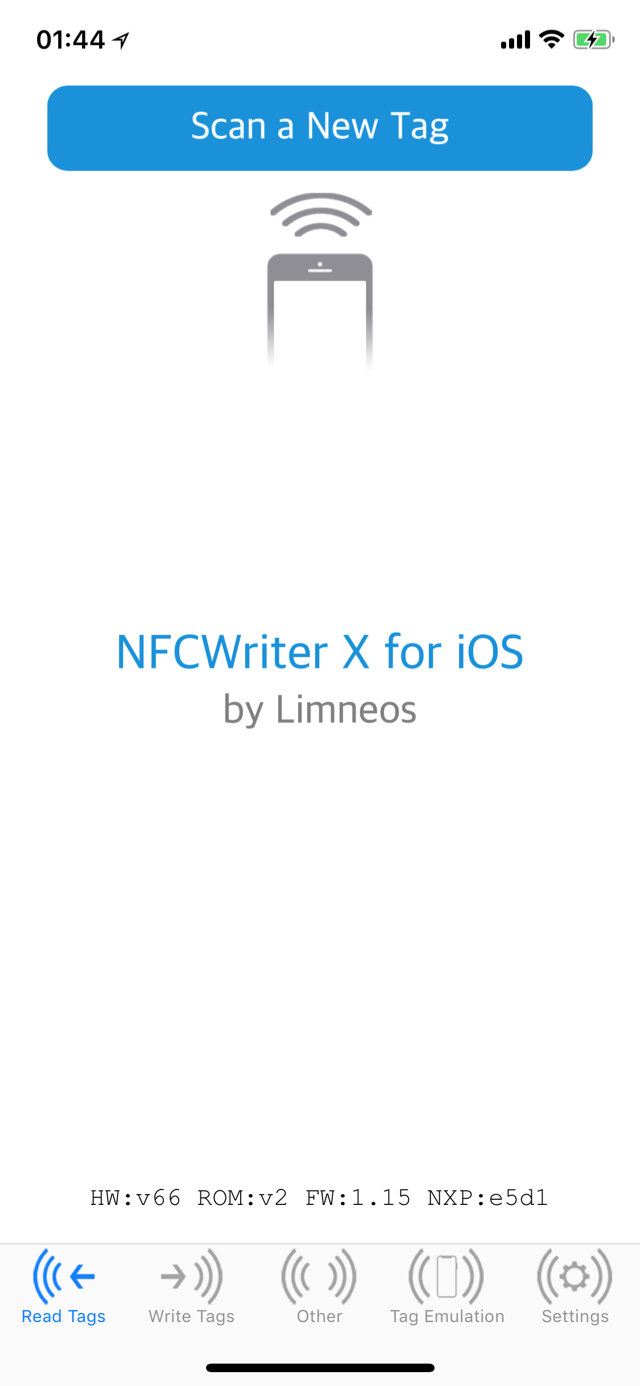 01:44
Scan a New Tag
NFCWriter X for iOS
by Limneos
HW:v66 ROM:v2 FW:1.15 NXP:e5d1
Read Tags Write Tags Other Tag Emulation Settings